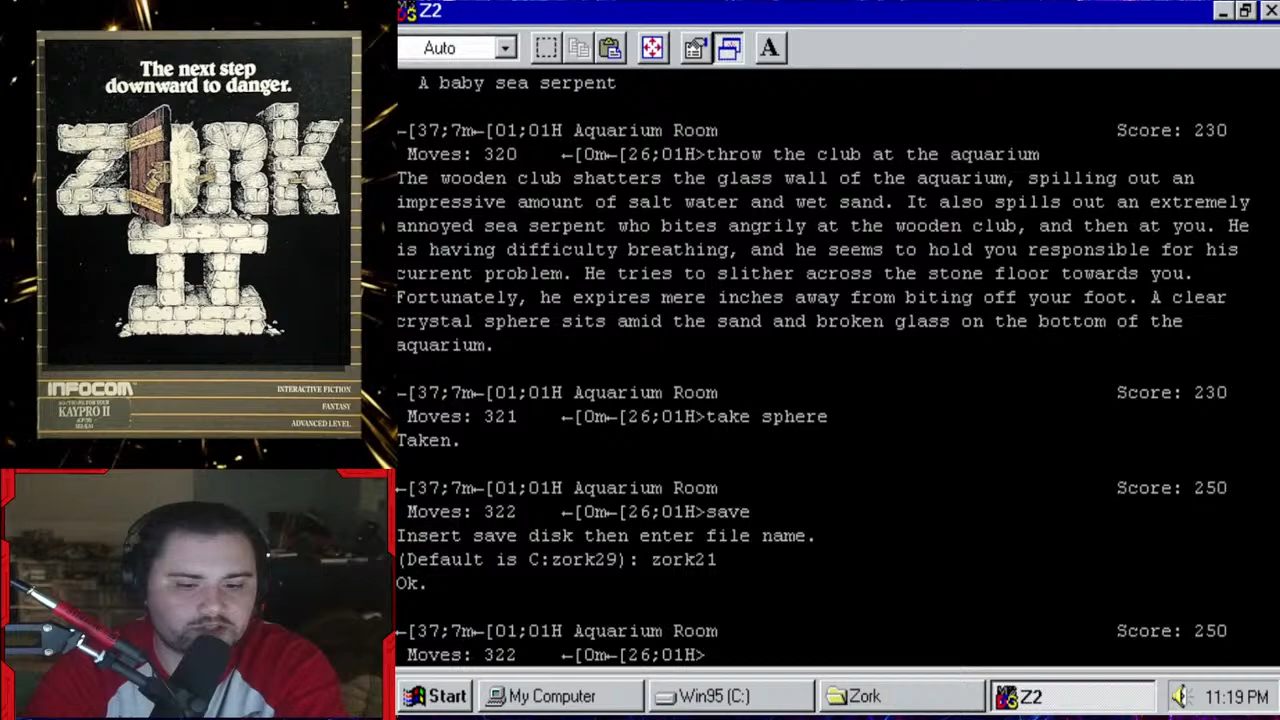 The next step
downward to danger.
ZORK
II
INFOCOM
KAYPRO II
INTERACTIVE FICTION
FANTASY
ADVANCED LEVEL
Z2
Auto
A
A baby sea serpent
←[37;7m←[01;01H Aquarium Room Score: 230
Moves: 320 ←[0m←[26;01H>throw the club at the aquarium
The wooden club shatters the glass wall of the aquarium, spilling out an
impressive amount of salt water and wet sand. It also spills out an extremely
annoyed sea serpent who bites angrily at the wooden club, and then at you. He
is having difficulty breathing, and he seems to hold you responsible for his
current problem. He tries to slither across the stone floor towards you.
Fortunately, he expires mere inches away from biting off your foot. A clear
crystal sphere sits amid the sand and broken glass on the bottom of the
aquarium.
←[37;7m←[01;01H Aquarium Room Score: 230
Moves: 321 ←[0m←[26;01H>take sphere
Taken.
←[37;7m←[01;01H Aquarium Room Score: 250
Moves: 322 ←[0m←[26;01H>save
Insert save disk then enter file name.
(Default is C:zork29): zork21
Ok.
←[37;7m←[01;01H Aquarium Room Score: 250
Moves: 322 ←[0m←[26;01H>
Start My Computer Win95 (C:) Zork Z2 11:19 PM